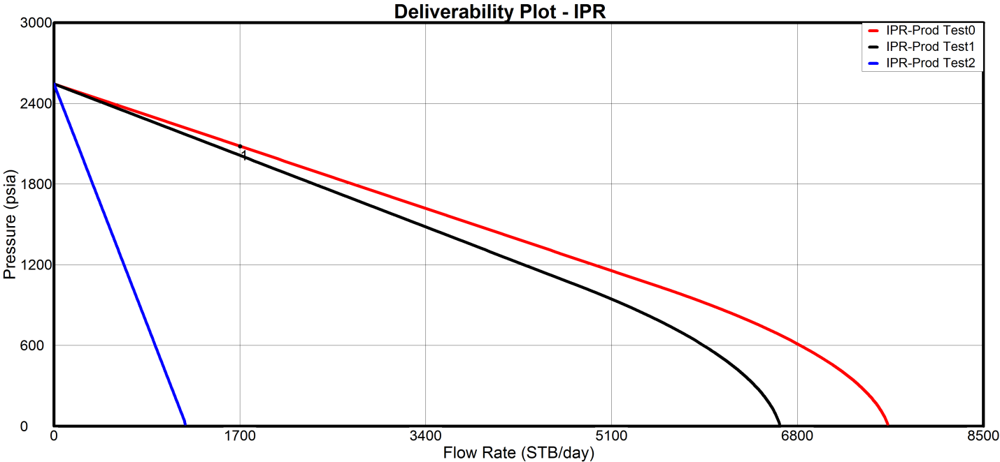 Deliverability Plot - IPR
IPR-Prod Test0
IPR-Prod Test1
IPR-Prod Test2
Pressure (psia)
3000
2400
1800
1200
600
0
1
0 1700 3400 5100 6800 8500
Flow Rate (STB/day)